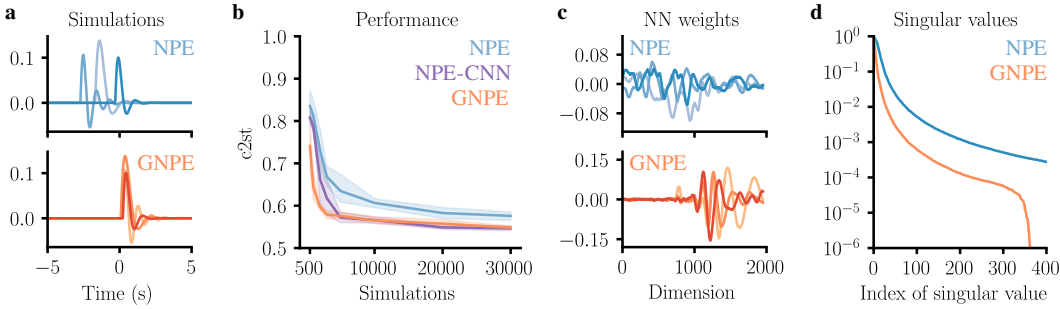 a
Simulations
NPE
0.1
0.0
GNPE
0.1
0.0
−5
0
5
Time (s)
b
Performance
NPE
NPE-CNN
GNPE
c2st
1.0
0.9
0.8
0.7
0.6
0.5
500
10000
20000
30000
Simulations
c
NN weights
NPE
0.08
0.00
−0.08
GNPE
0.15
0.00
−0.15
0
1000
2000
Dimension
d
Singular values
NPE
GNPE
10⁰
10⁻¹
10⁻²
10⁻³
10⁻⁴
10⁻⁵
10⁻⁶
0
100
200
300
400
Index of singular value